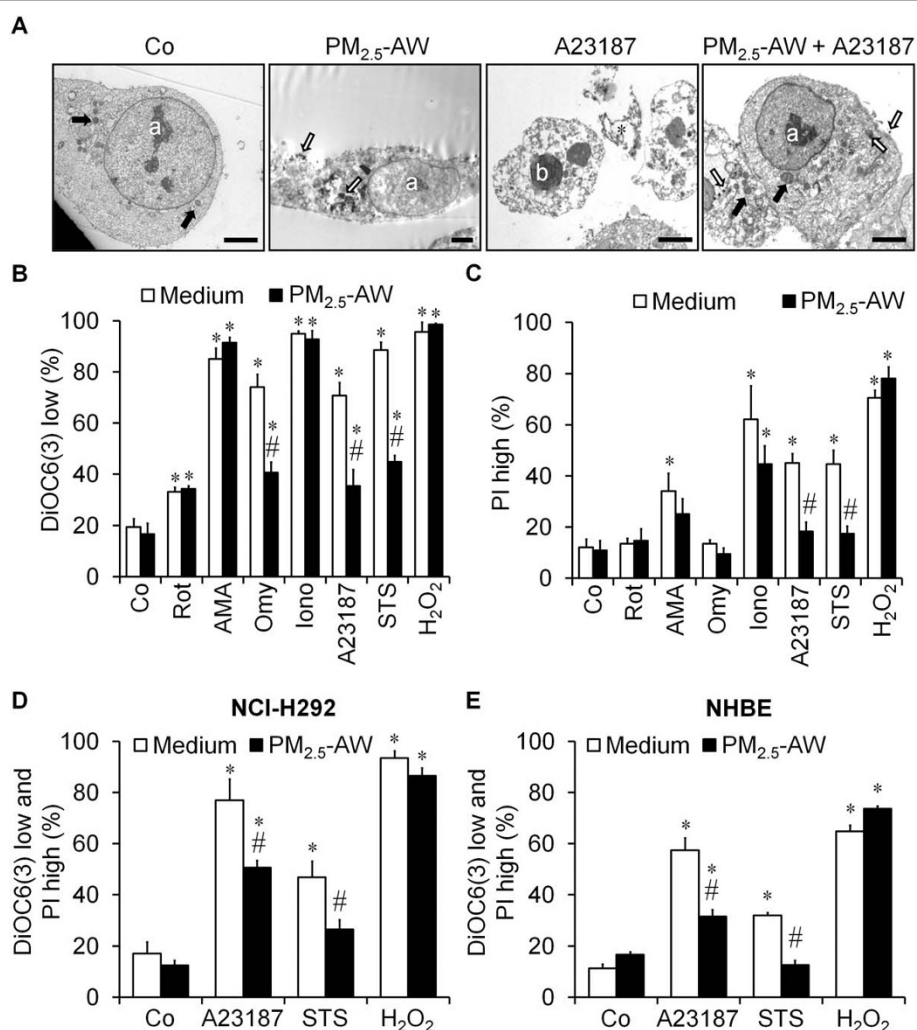 A
Co PM2.5-AW A23187 PM2.5-AW + A23187
a a b * a
B
Medium PM2.5-AW
DiOC6(3) low (%)
100
80
60
40
20
0
* * * * * * * * * * * *
# # #
Co Rot AMA Omy Iono A23187 STS H2O2
C
Medium PM2.5-AW
PI high (%)
100
80
60
40
20
0
* * * * * * *
# #
Co Rot AMA Omy Iono A23187 STS H2O2
D NCI-H292
Medium PM2.5-AW
DiOC6(3) low and
PI high (%)
100
80
60
40
20
0
* * * * *
# #
Co A23187 STS H2O2
E NHBE
Medium PM2.5-AW
DiOC6(3) low and
PI high (%)
100
80
60
40
20
0
* * * * *
# #
Co A23187 STS H2O2